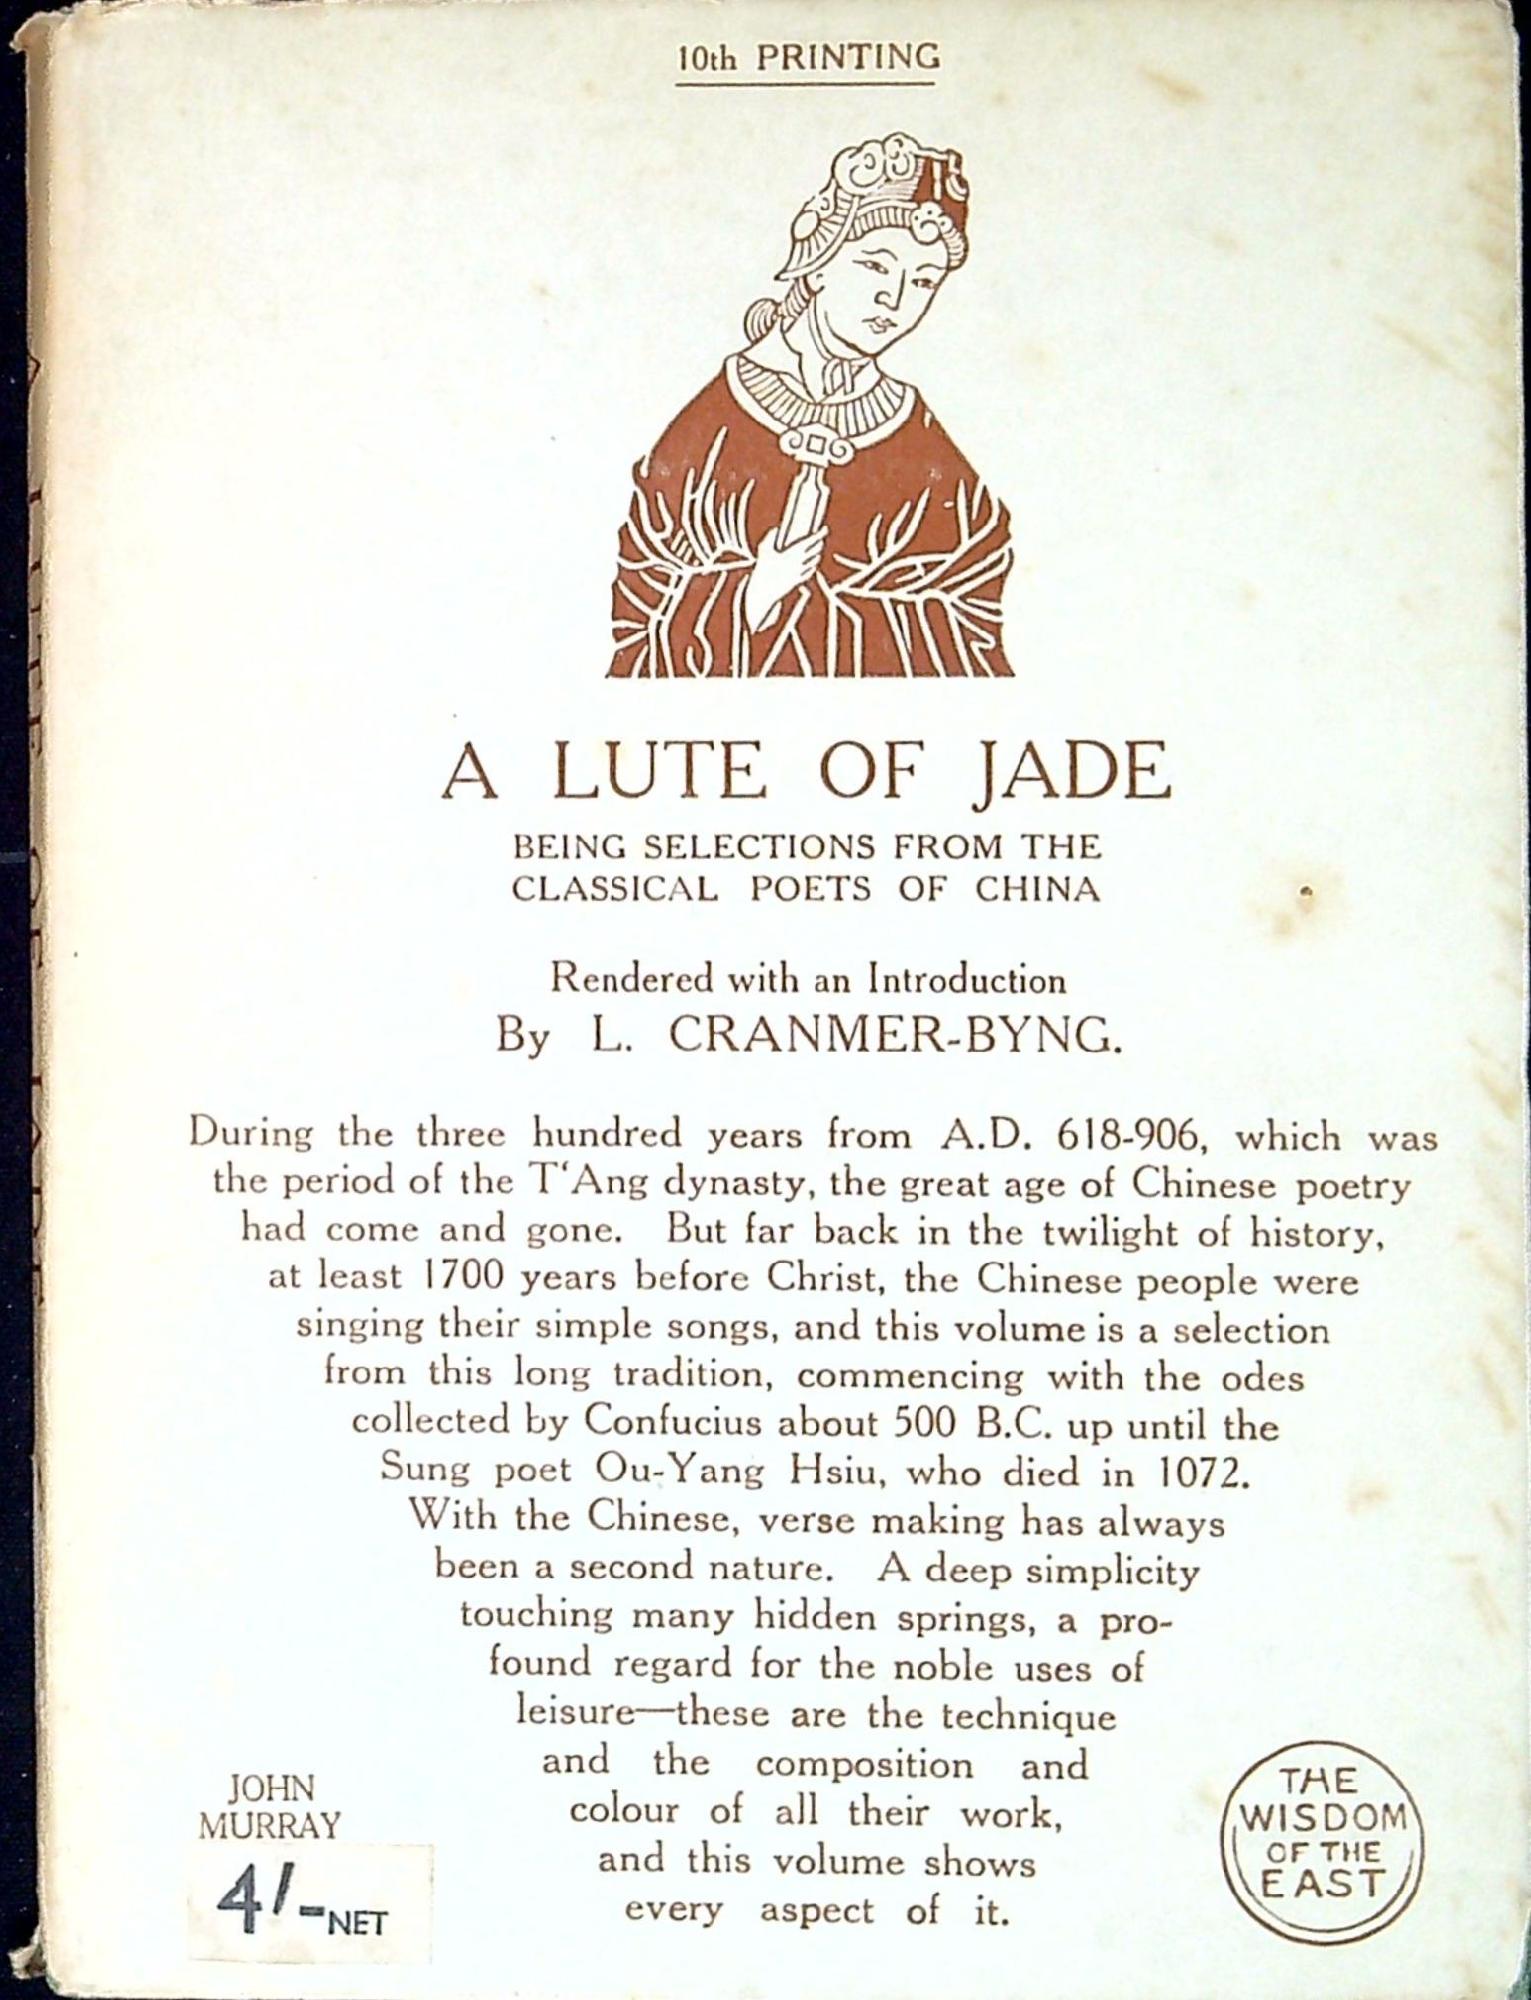 10th PRINTING
A LUTE OF JADE
BEING SELECTIONS FROM THE
CLASSICAL POETS OF CHINA
Rendered with an Introduction
By L. CRANMER-BYNG.
During the three hundred years from A.D. 618-906, which was
the period of the T‘Ang dynasty, the great age of Chinese poetry
had come and gone. But far back in the twilight of history,
at least 1700 years before Christ, the Chinese people were
singing their simple songs, and this volume is a selection
from this long tradition, commencing with the odes
collected by Confucius about 500 B.C. up until the
Sung poet Ou-Yang Hsiu, who died in 1072.
With the Chinese, verse making has always
been a second nature. A deep simplicity
touching many hidden springs, a pro-
found regard for the noble uses of
leisure—these are the technique
and the composition and
colour of all their work,
and this volume shows
every aspect of it.
JOHN
MURRAY
4/-NET
THE
WISDOM
OF THE
EAST
A LUTE OF JADE